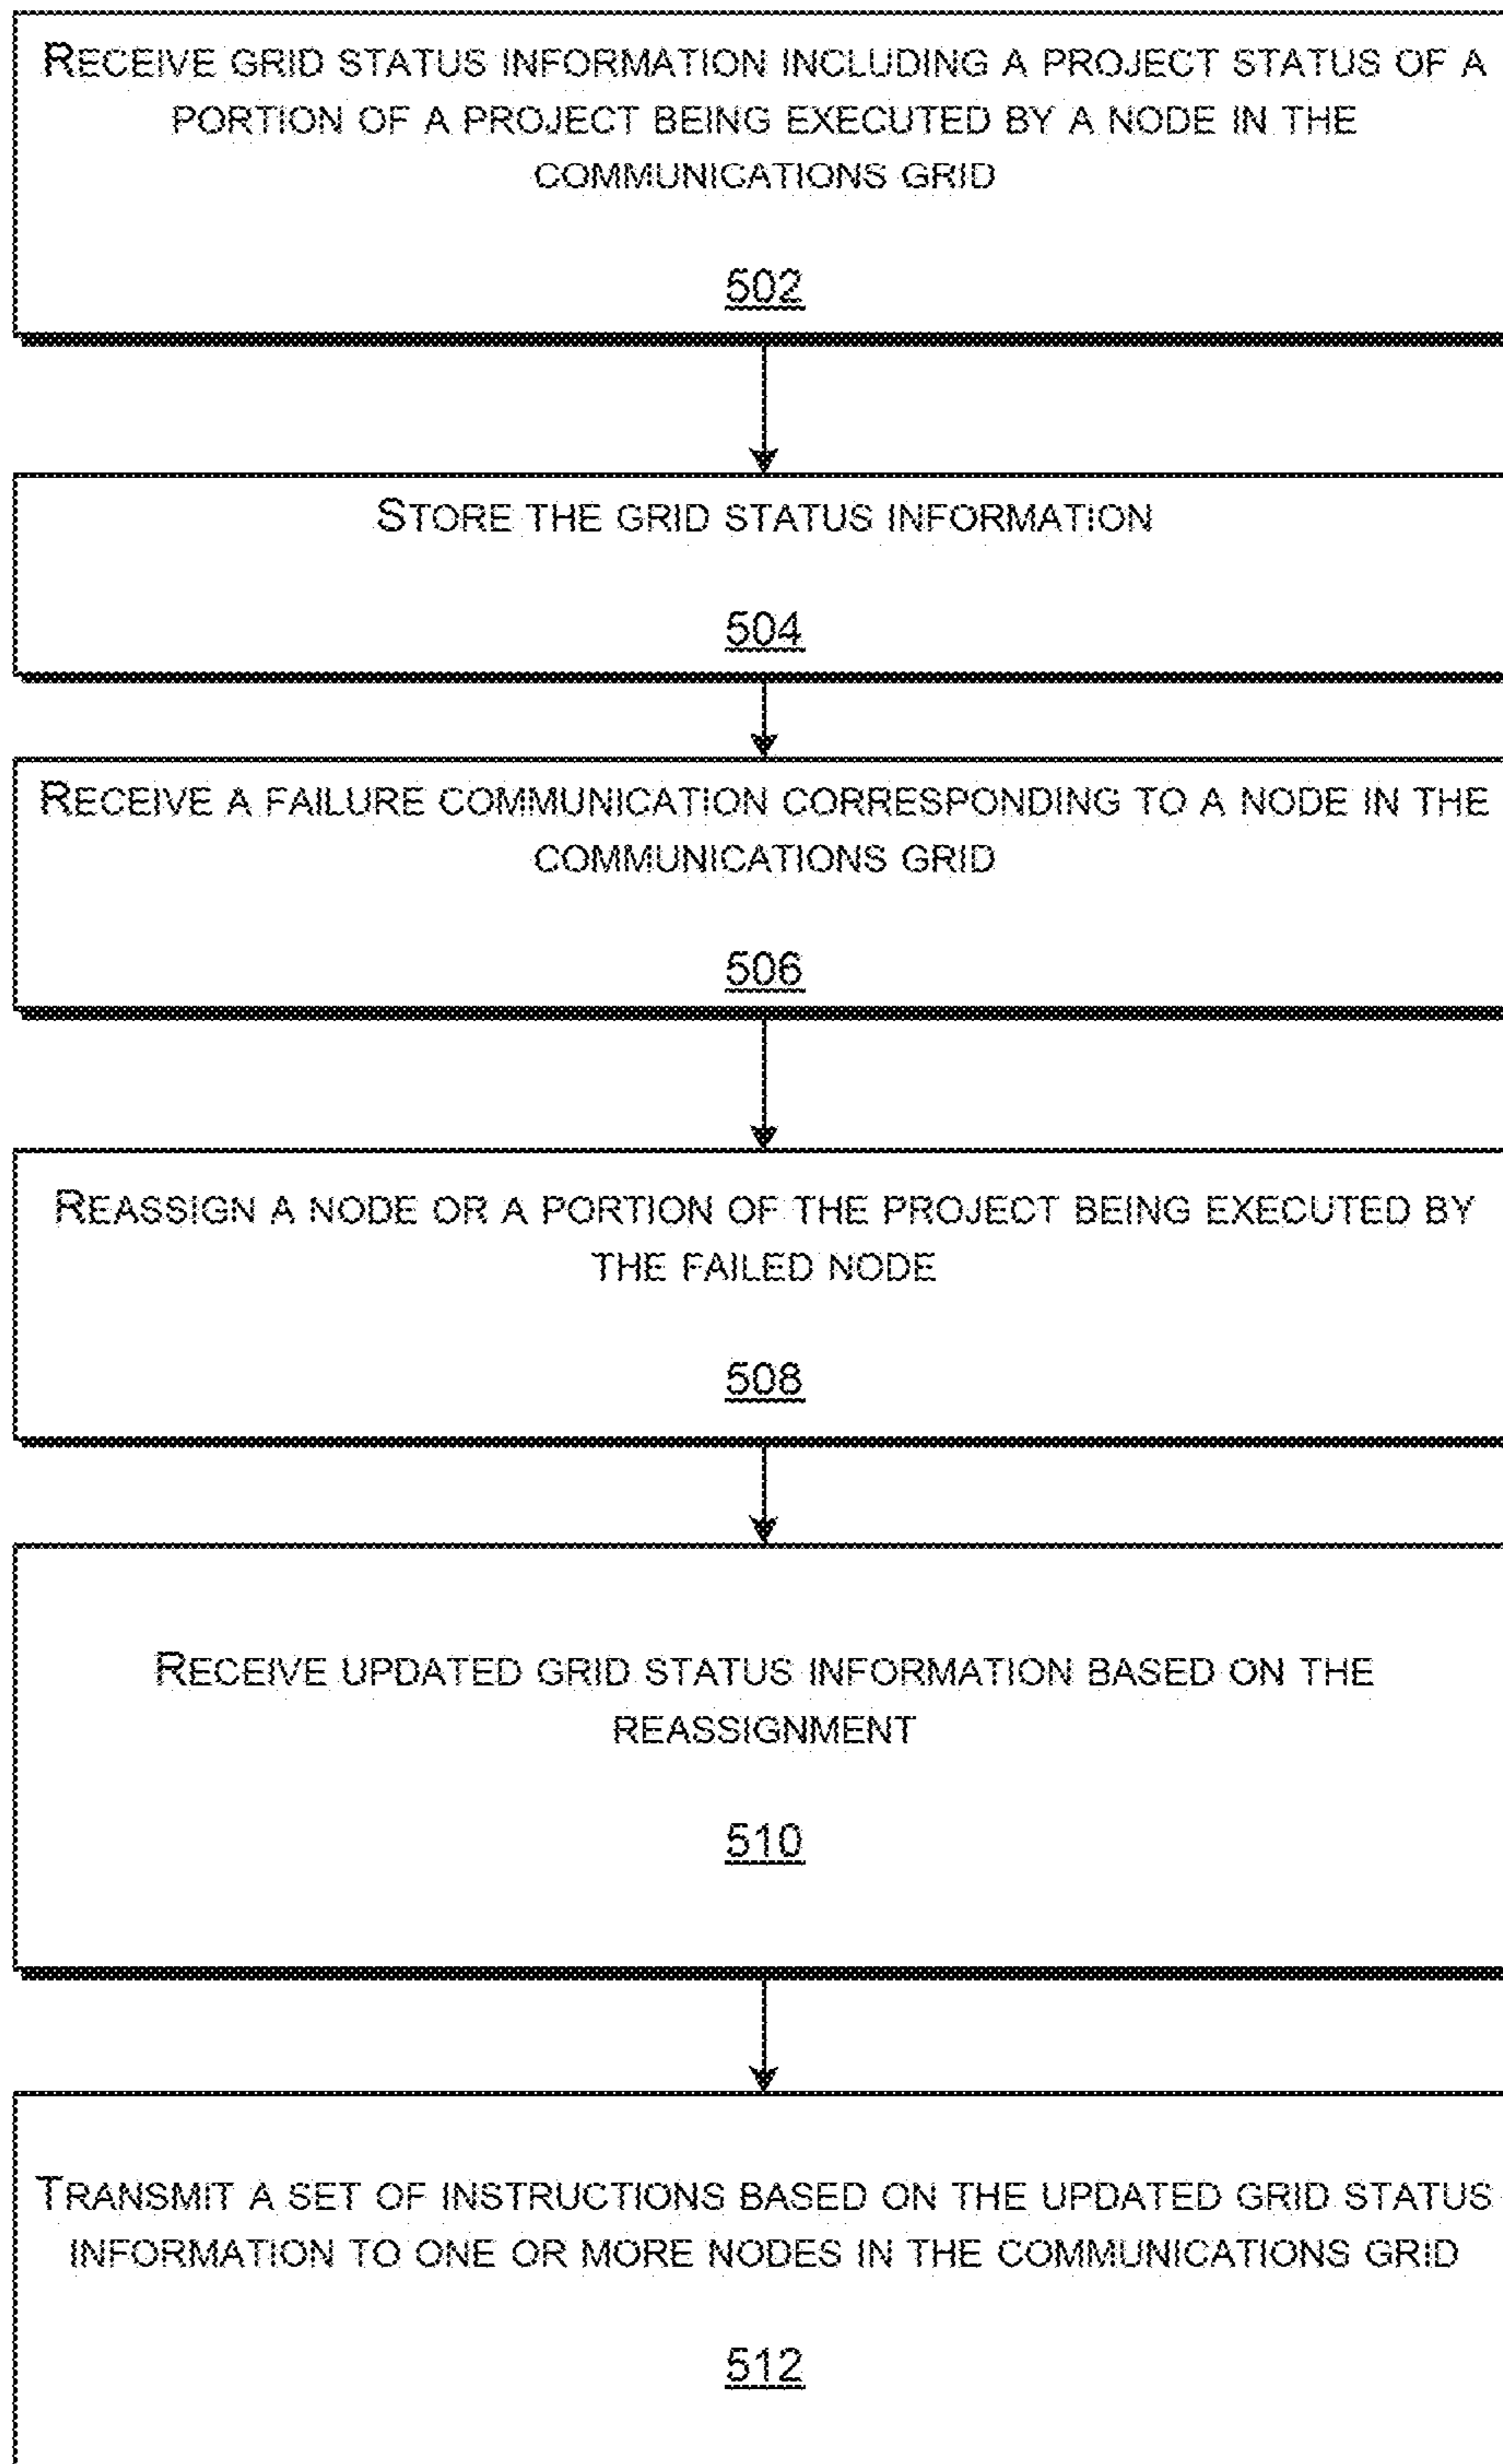 RECEIVE GRID STATUS INFORMATION INCLUDING A PROJECT STATUS OF A
PORTION OF A PROJECT BEING EXECUTED BY A NODE IN THE
COMMUNICATIONS GRID
502
STORE THE GRID STATUS INFORMATION
504
RECEIVE A FAILURE COMMUNICATION CORRESPONDING TO A NODE IN THE
COMMUNICATIONS GRID
506
REASSIGN A NODE OR A PORTION OF THE PROJECT BEING EXECUTED BY
THE FAILED NODE
508
RECEIVE UPDATED GRID STATUS INFORMATION BASED ON THE
REASSIGNMENT
510
TRANSMIT A SET OF INSTRUCTIONS BASED ON THE UPDATED GRID STATUS
INFORMATION TO ONE OR MORE NODES IN THE COMMUNICATIONS GRID
512